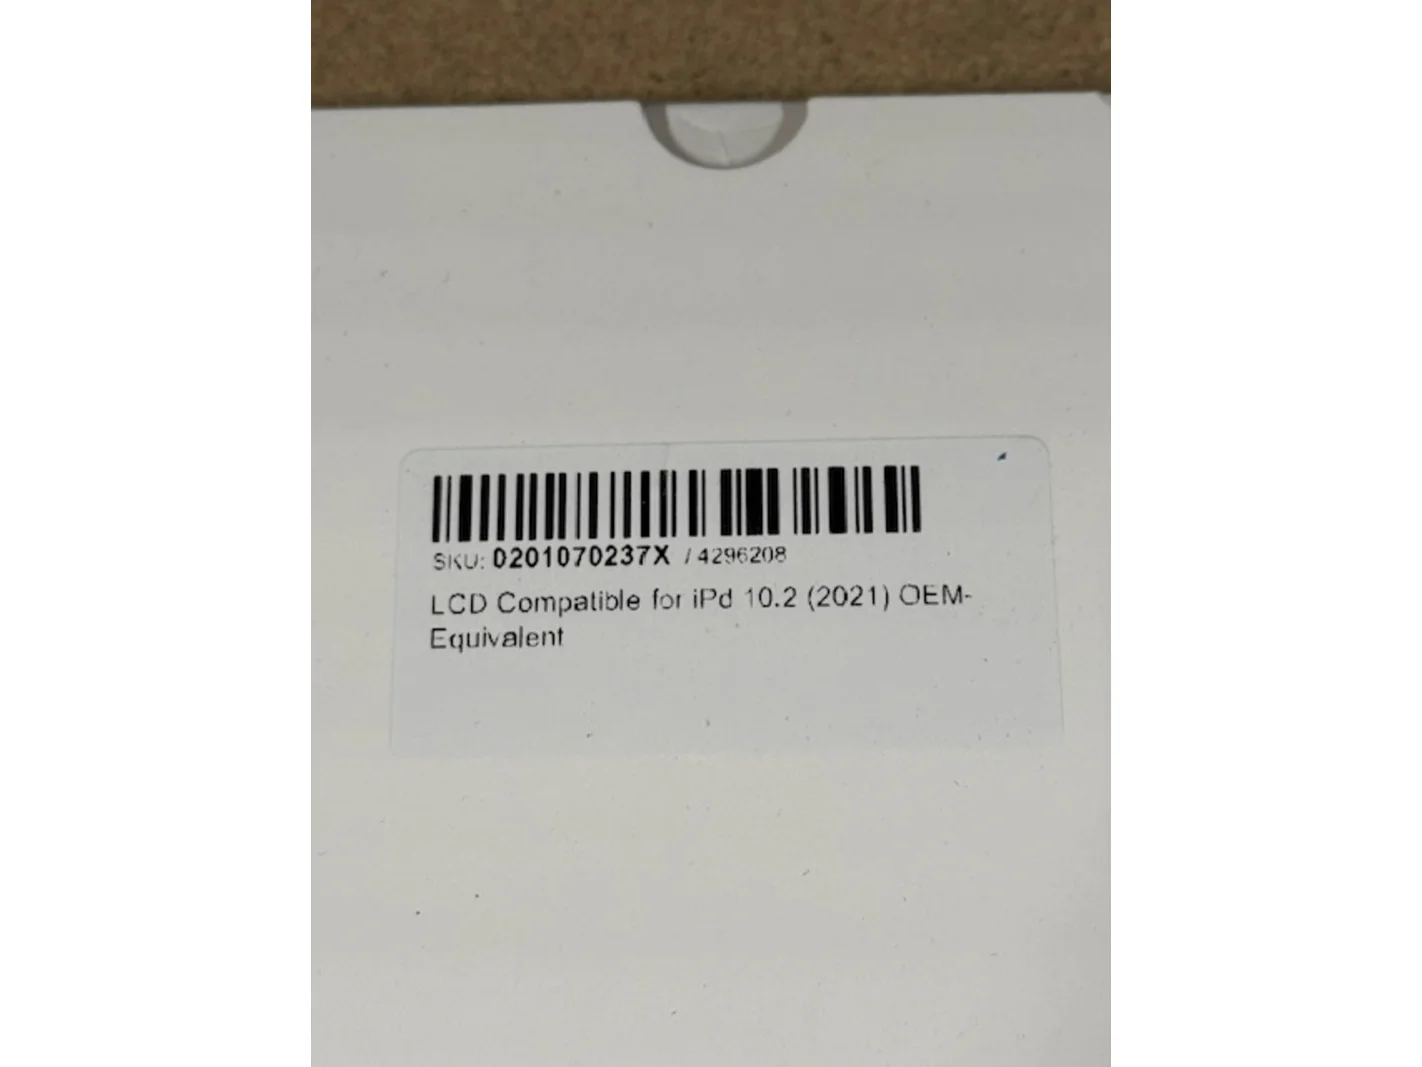 SKU: 0201070237X / 4296208
LCD Compatible for iPd 10.2 (2021) OEM-
Equivalent